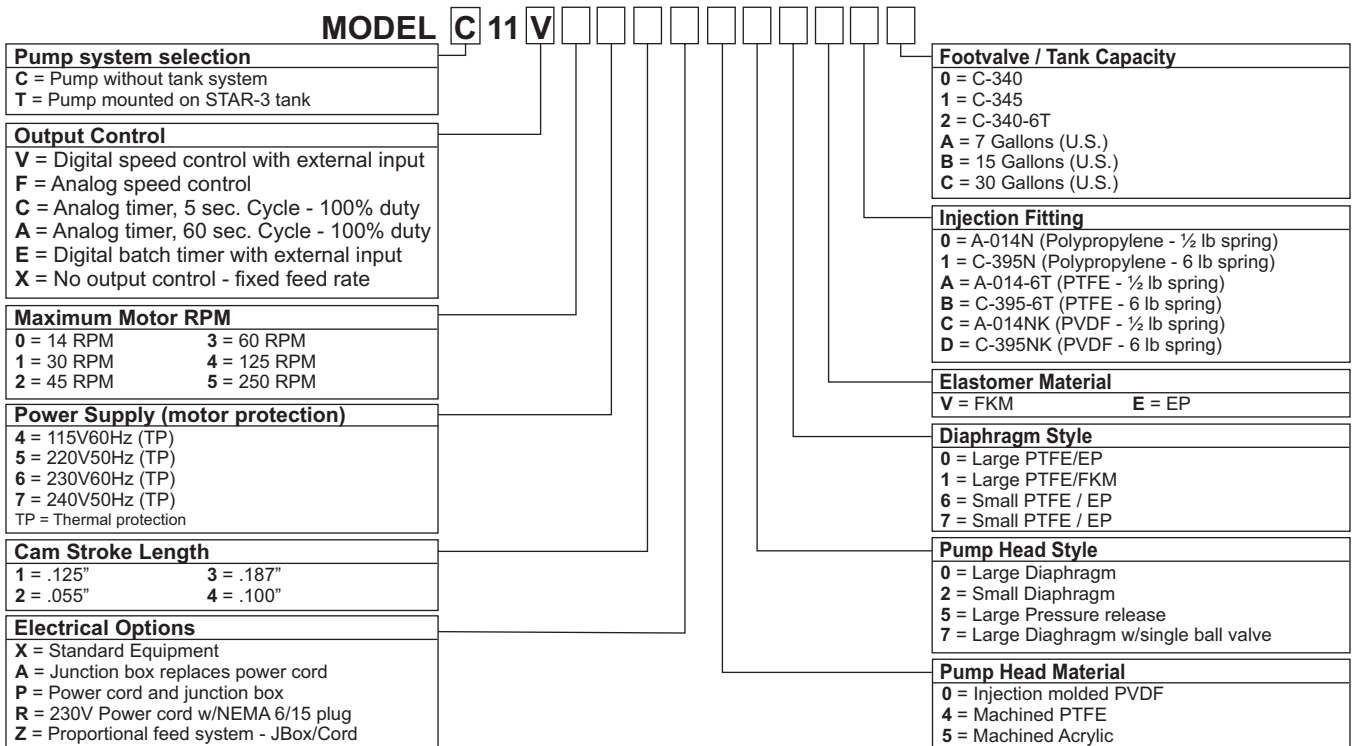 MODEL C 11 V
Pump system selection
C = Pump without tank system
T = Pump mounted on STAR-3 tank
Output Control
V = Digital speed control with external input
F = Analog speed control
C = Analog timer, 5 sec. Cycle - 100% duty
A = Analog timer, 60 sec. Cycle - 100% duty
E = Digital batch timer with external input
X = No output control - fixed feed rate
Maximum Motor RPM
0 = 14 RPM 3 = 60 RPM
1 = 30 RPM 4 = 125 RPM
2 = 45 RPM 5 = 250 RPM
Power Supply (motor protection)
4 = 115V60Hz (TP)
5 = 220V50Hz (TP)
6 = 230V60Hz (TP)
7 = 240V50Hz (TP)
TP = Thermal protection
Cam Stroke Length
1 = .125” 3 = .187”
2 = .055” 4 = .100”
Electrical Options
X = Standard Equipment
A = Junction box replaces power cord
P = Power cord and junction box
R = 230V Power cord w/NEMA 6/15 plug
Z = Proportional feed system - JBox/Cord
Footvalve / Tank Capacity
0 = C-340
1 = C-345
2 = C-340-6T
A = 7 Gallons (U.S.)
B = 15 Gallons (U.S.)
C = 30 Gallons (U.S.)
Injection Fitting
0 = A-014N (Polypropylene - ½ lb spring)
1 = C-395N (Polypropylene - 6 lb spring)
A = A-014-6T (PTFE - ½ lb spring)
B = C-395-6T (PTFE - 6 lb spring)
C = A-014NK (PVDF - ½ lb spring)
D = C-395NK (PVDF - 6 lb spring)
Elastomer Material
V = FKM E = EP
Diaphragm Style
0 = Large PTFE/EP
1 = Large PTFE/FKM
6 = Small PTFE / EP
7 = Small PTFE / EP
Pump Head Style
0 = Large Diaphragm
2 = Small Diaphragm
5 = Large Pressure release
7 = Large Diaghragm w/single ball valve
Pump Head Material
0 = Injection molded PVDF
4 = Machined PTFE
5 = Machined Acrylic